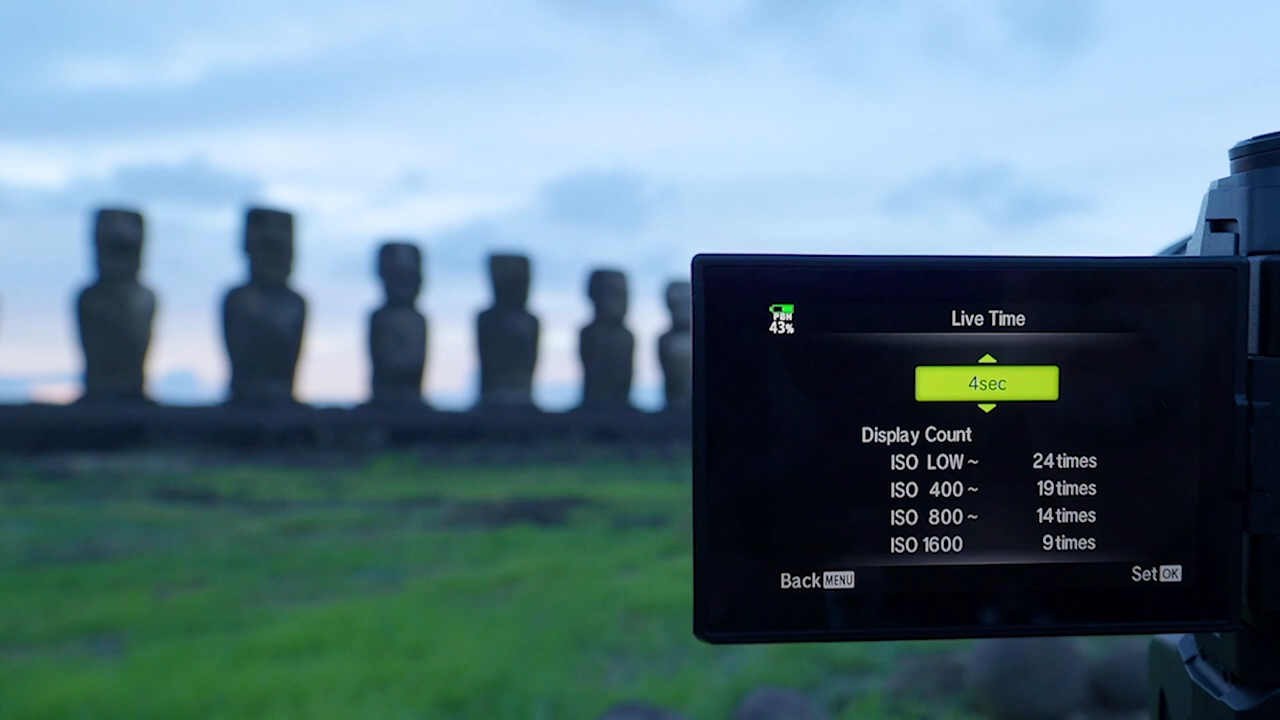 Live Time
PBH
43%
4sec
Display Count
ISO LOW~ 24times
ISO 400~ 19times
ISO 800~ 14times
ISO 1600 9times
Back MENU Set OK